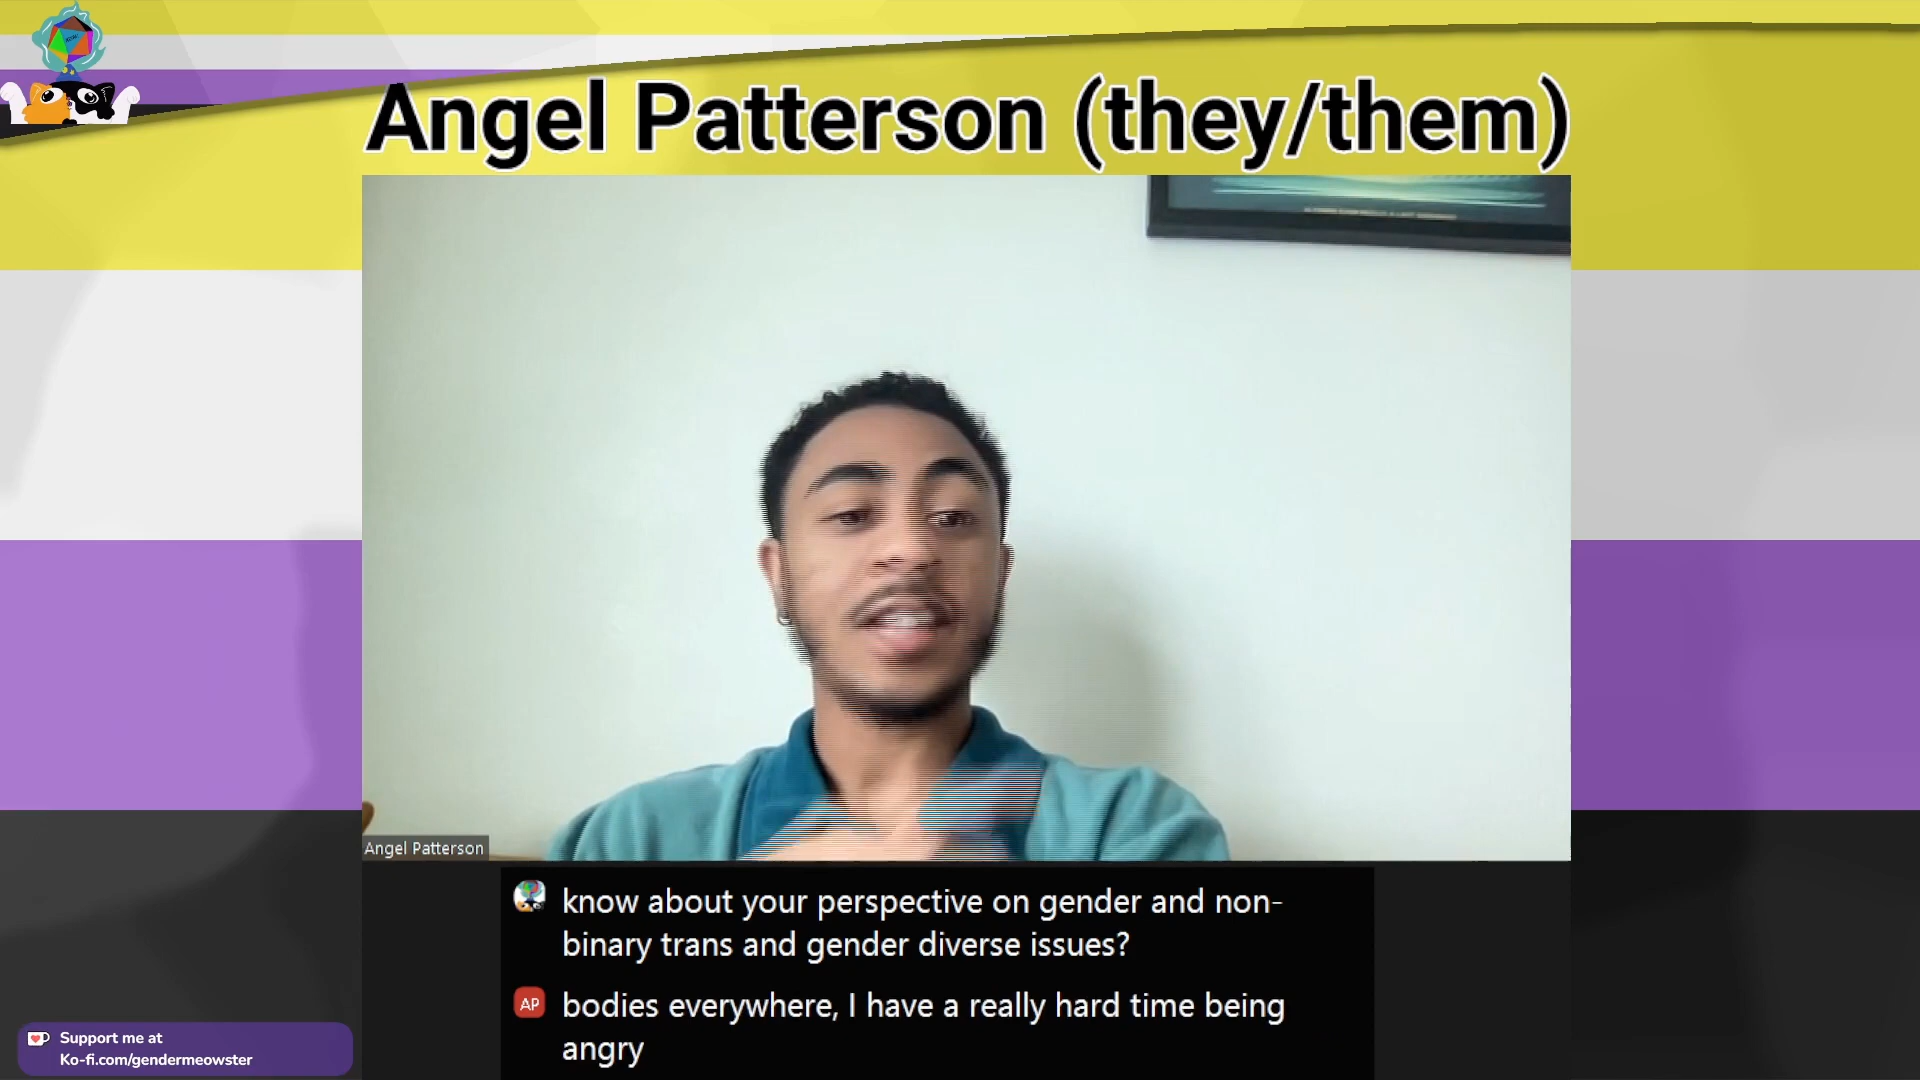 Angel Patterson (they/them)
Angel Patterson
know about your perspective on gender and non-
binary trans and gender diverse issues?
AP
bodies everywhere, I have a really hard time being
angry
Support me at
Ko-fi.com/gendermeowster